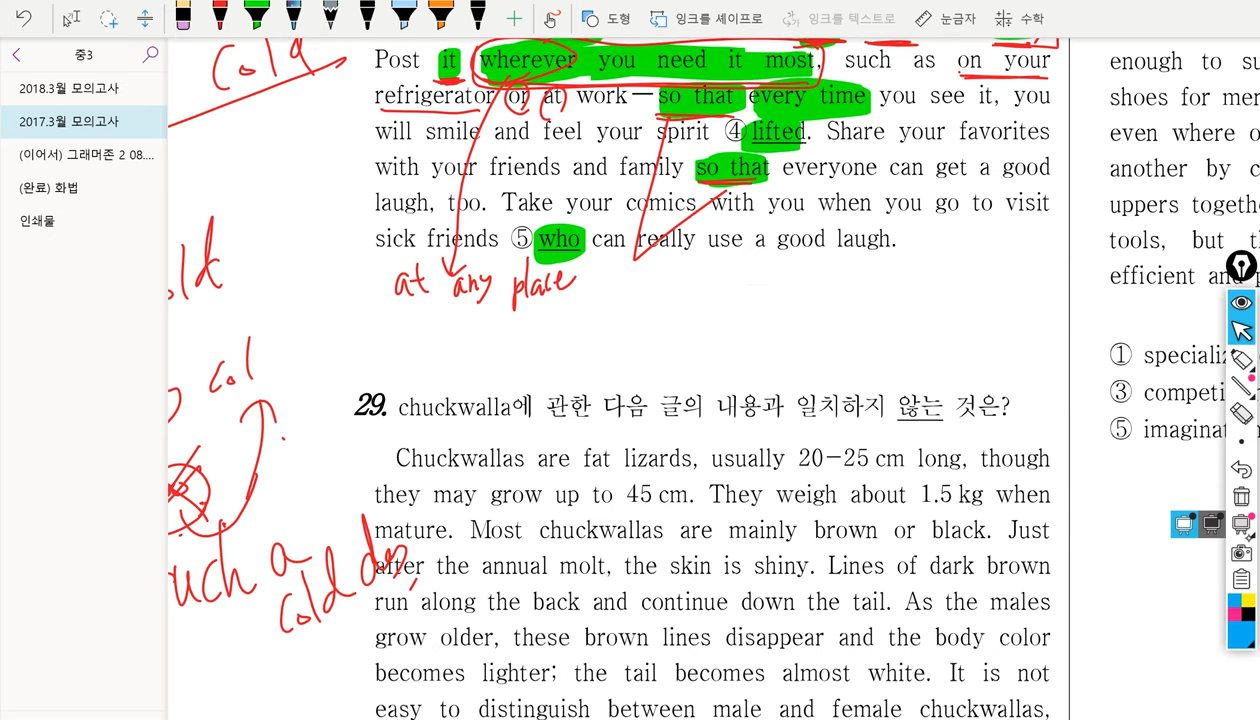 도형
잉크를 셰이프로
잉크를 텍스트로
눈금자
수학
중3
2018.3월 모의고사
2017.3월 모의고사
(이어서) 그래머존 2 08....
(완료) 화법
인쇄물
cold
Post it wherever you need it most, such as on your
refrigerator or at work—so that every time you see it, you
will smile and feel your spirit ④ lifted. Share your favorites
with your friends and family so that everyone can get a good
laugh, too. Take your comics with you when you go to visit
sick friends ⑤ who can really use a good laugh.
at any place
old
col
uch a
cold day
29. chuckwalla에 관한 다음 글의 내용과 일치하지 않는 것은?
Chuckwallas are fat lizards, usually 20-25 cm long, though
they may grow up to 45 cm. They weigh about 1.5 kg when
mature. Most chuckwallas are mainly brown or black. Just
after the annual molt, the skin is shiny. Lines of dark brown
run along the back and continue down the tail. As the males
grow older, these brown lines disappear and the body color
becomes lighter; the tail becomes almost white. It is not
easy to distinguish between male and female chuckwallas,
enough to su
shoes for mer
even where o
another by c
uppers togethe
tools, but th
efficient and p
① specializ
③ competi
⑤ imaginat